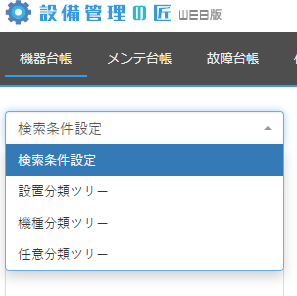 設備管理の匠 WEB版
機器台帳 メンテ台帳 故障台帳
検索条件設定
検索条件設定
設置分類ツリー
機種分類ツリー
任意分類ツリー